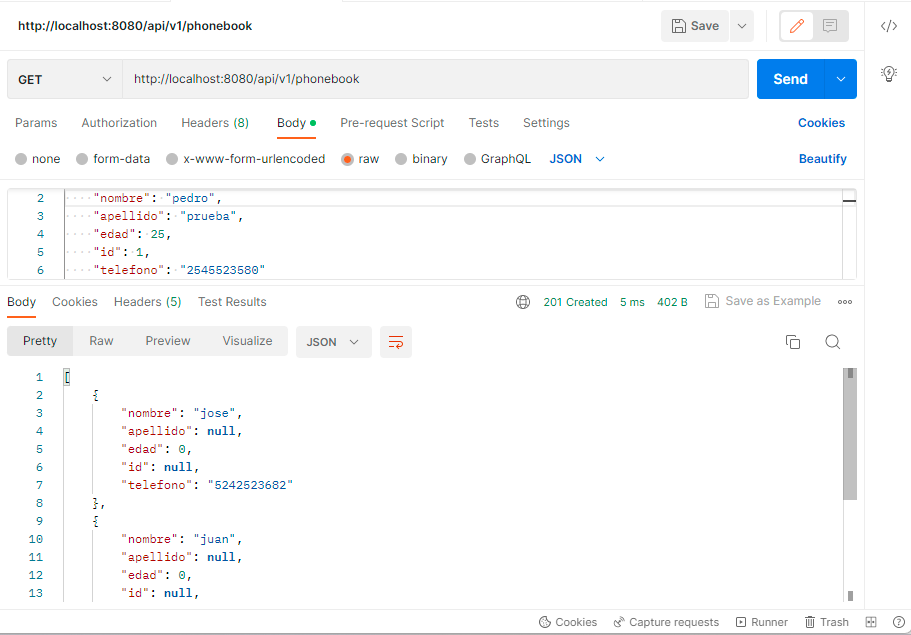 http://localhost:8080/api/v1/phonebook
Save
GET
http://localhost:8080/api/v1/phonebook
Send
Params Authorization Headers (8) Body Pre-request Script Tests Settings Cookies
none form-data x-www-form-urlencoded raw binary GraphQL JSON Beautify
2 "nombre": "pedro",
3 "apellido": "prueba",
4 "edad": 25,
5 "id": 1,
6 "telefono": "2545523580"
Body Cookies Headers (5) Test Results 201 Created 5 ms 402 B Save as Example
Pretty Raw Preview Visualize JSON
1 [
2 {
3 "nombre": "jose",
4 "apellido": null,
5 "edad": 0,
6 "id": null,
7 "telefono": "5242523682"
8 },
9 {
10 "nombre": "juan",
11 "apellido": null,
12 "edad": 0,
13 "id": null,
Cookies Capture requests Runner Trash